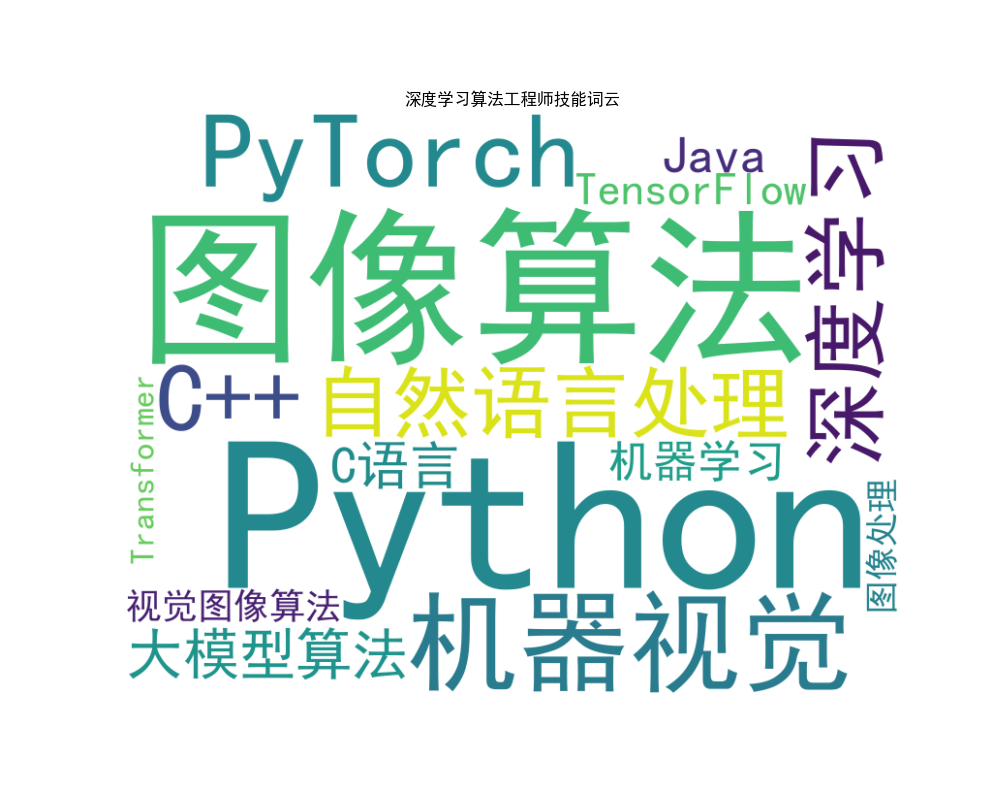 深度学习算法工程师技能词云
PyTorch
Java
TensorFlow
深度学习
图像算法
C++
自然语言处理
Transformer
C语言
机器学习
Python
图像处理
视觉图像算法
大模型算法
机器视觉